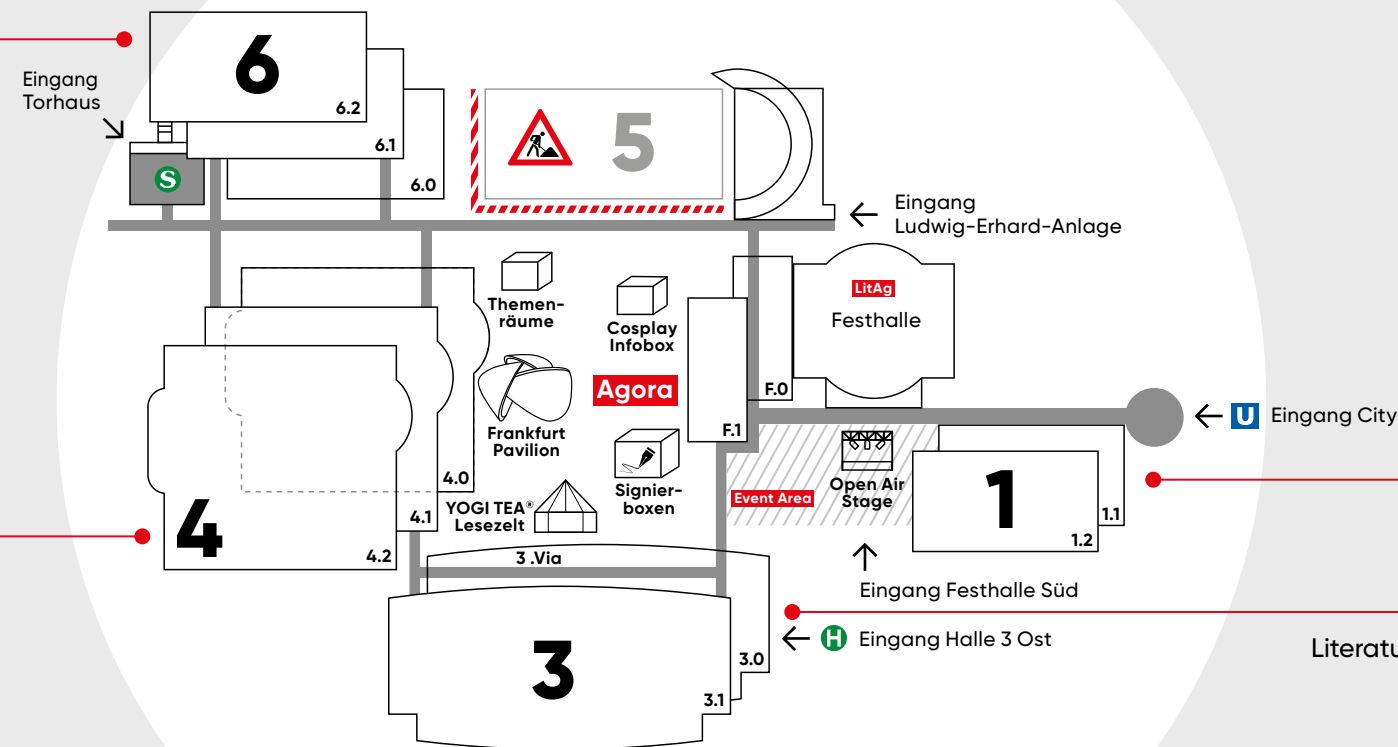 6
6.2
6.1
6.0
Eingang
Torhaus
S
5
Eingang
Ludwig-Erhard-Anlage
Themen-
räume
Cosplay
Infobox
LitAg
Festhalle
Agora
F.0
F.1
Frankfurt
Pavilion
Signier-
boxen
YOGI TEA®
Lesezelt
4
4.0
4.1
4.2
U Eingang City
Event Area
Open Air
Stage
1
1.1
1.2
Eingang Festhalle Süd
3.Via
3
3.0
3.1
H Eingang Halle 3 Ost
Literatu